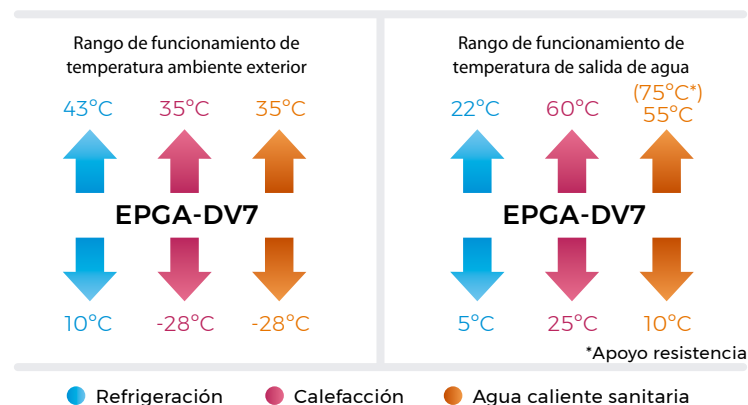 Rango de funcionamiento de
temperatura ambiente exterior
43°C 35°C 35°C
EPGA-DV7
10°C -28°C -28°C
Rango de funcionamiento de
temperatura de salida de agua
(75°C*)
22°C 60°C 55°C
EPGA-DV7
5°C 25°C 10°C
*Apoyo resistencia
Refrigeración Calefacción Agua caliente sanitaria